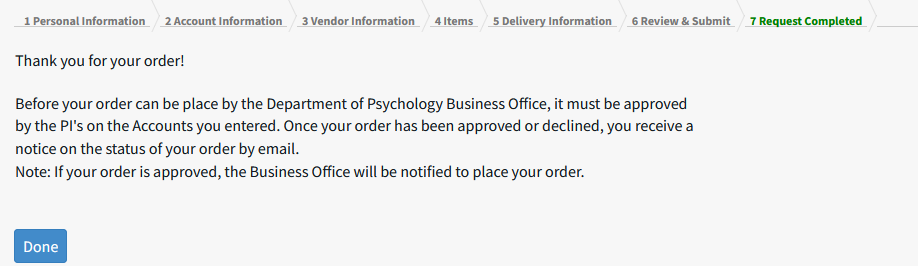 1 Personal Information 2 Account Information 3 Vendor Information 4 Items 5 Delivery Information 6 Review & Submit 7 Request Completed
Thank you for your order!
Before your order can be place by the Department of Psychology Business Office, it must be approved
by the PI's on the Accounts you entered. Once your order has been approved or declined, you receive a
notice on the status of your order by email.
Note: If your order is approved, the Business Office will be notified to place your order.
Done